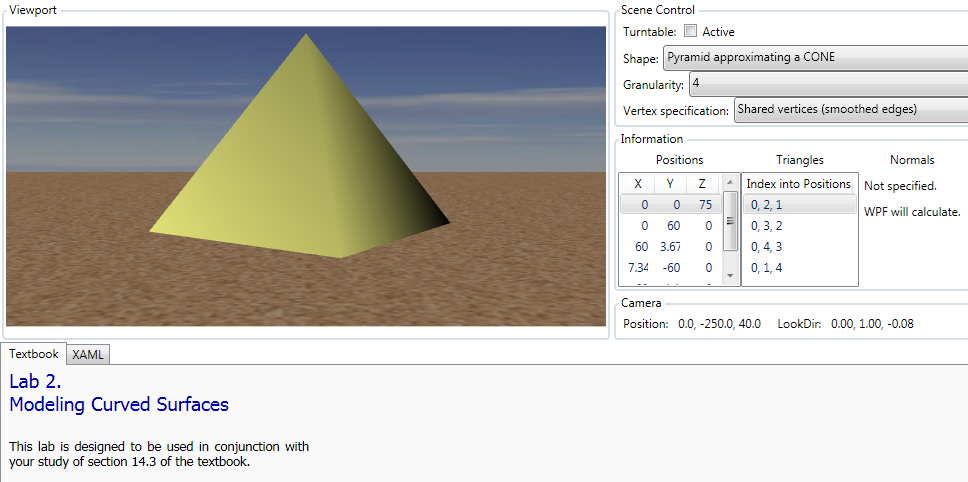 Viewport
Scene Control
Turntable: Active
Shape: Pyramid approximating a CONE
Granularity: 4
Vertex specification: Shared vertices (smoothed edges)
Information
Positions Triangles Normals
X Y Z Index into Positions Not specified.
0 0 75 0, 2, 1
WPF will calculate.
0 60 0 0, 3, 2
60 3.67 0 0, 4, 3
7.34 -60 0 0, 1, 4
Camera
Position: 0.0, -250.0, 40.0 LookDir: 0.00, 1.00, -0.08
Textbook XAML
Lab 2.
Modeling Curved Surfaces
This lab is designed to be used in conjunction with
your study of section 14.3 of the textbook.